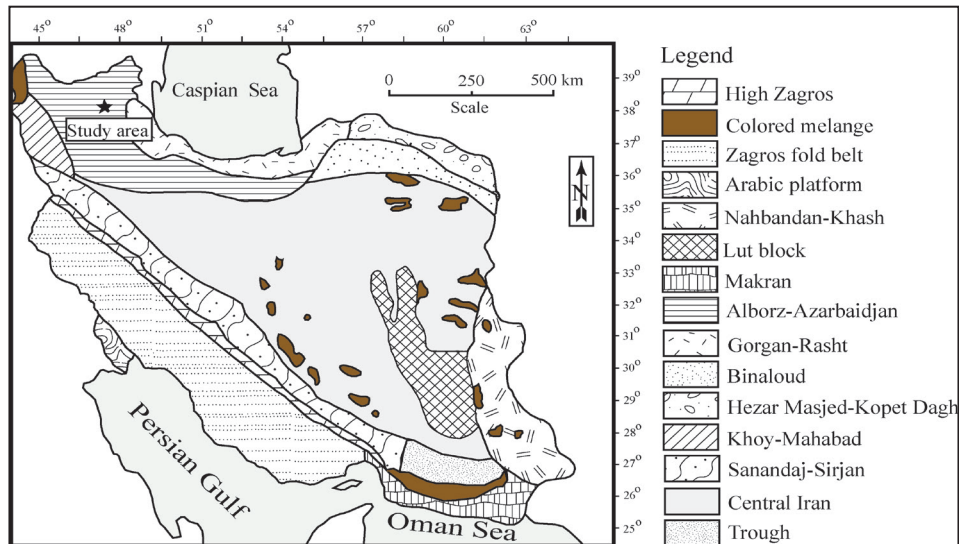 45° 48° 51° 54° 57° 60° 63°
Caspian Sea
0 250 500 km
Scale
Study area
N
39°
38°
37°
36°
35°
34°
33°
32°
31°
30°
29°
28°
27°
26°
25°
Persian Gulf
Oman Sea
Legend
High Zagros
Colored melange
Zagros fold belt
Arabic platform
Nahbandan-Khash
Lut block
Makran
Alborz-Azarbaidjan
Gorgan-Rasht
Binaloud
Hezar Masjed-Kopet Dagh
Khoy-Mahabad
Sanandaj-Sirjan
Central Iran
Trough